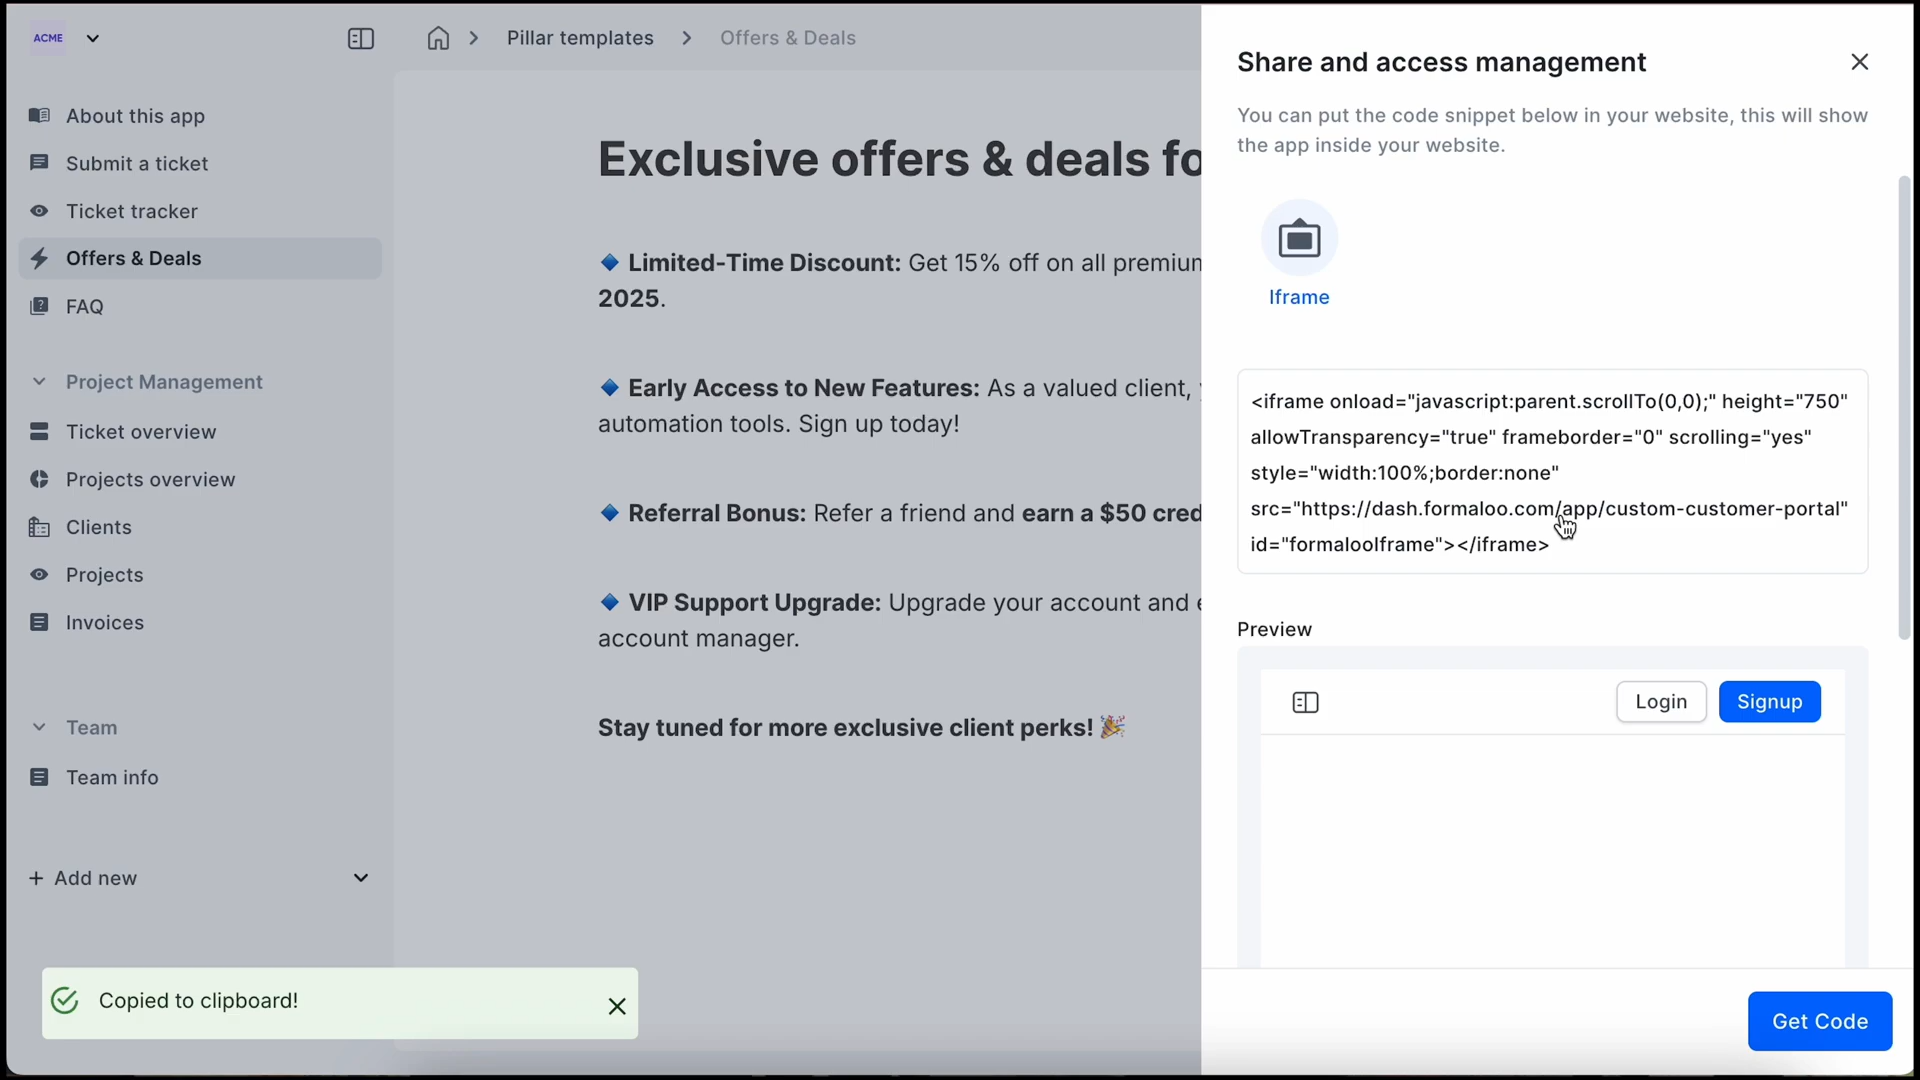 ACME
Pillar templates
Offers & Deals
About this app
Submit a ticket
Ticket tracker
Offers & Deals
FAQ
Project Management
Ticket overview
Projects overview
Clients
Projects
Invoices
Team
Team info
+ Add new
Exclusive offers & deals fo
Limited-Time Discount: Get 15% off on all premium
2025.
Early Access to New Features: As a valued client,
automation tools. Sign up today!
Referral Bonus: Refer a friend and earn a $50 cred
VIP Support Upgrade: Upgrade your account and e
account manager.
Stay tuned for more exclusive client perks! 🎉
Copied to clipboard!
Share and access management
You can put the code snippet below in your website, this will show
the app inside your website.
Iframe
<iframe onload="javascript:parent.scrollTo(0,0);" height="750"
allowTransparency="true" frameborder="0" scrolling="yes"
style="width:100%;border:none"
src="https://dash.formaloo.com/app/custom-customer-portal"
id="formalooIframe"></iframe>
Preview
Login
Signup
Get Code